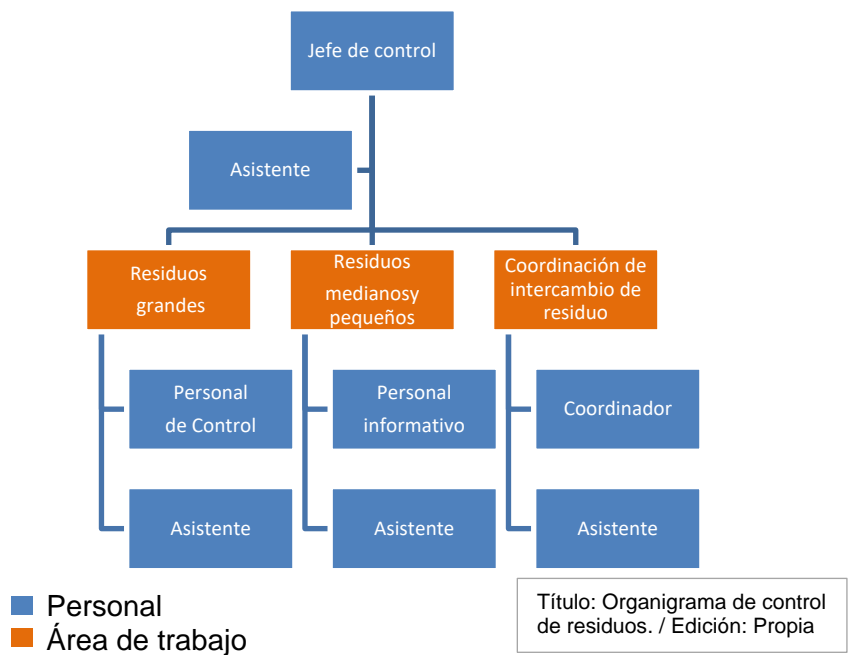 Jefe de control
Asistente
Residuos
grandes
Residuos
medianosy
pequeños
Coordinación de
intercambio de
residuo
Personal
de Control
Personal
informativo
Coordinador
Asistente
Asistente
Asistente
Personal
Área de trabajo
Título: Organigrama de control
de residuos. / Edición: Propia